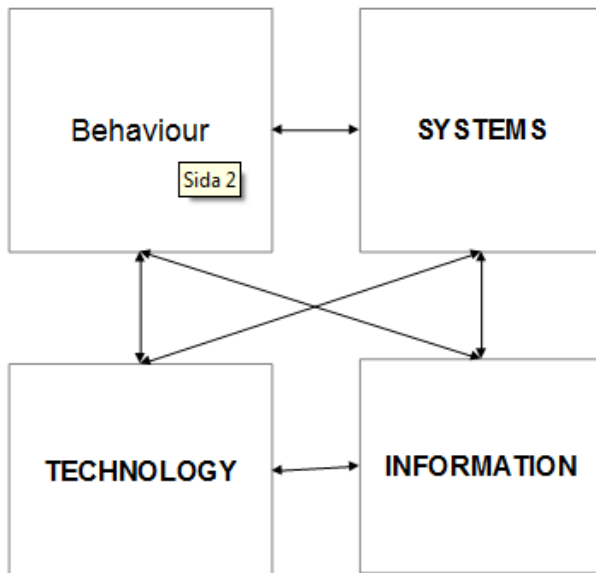 Behaviour
SYSTEMS
Sida 2
TECHNOLOGY
INFORMATION